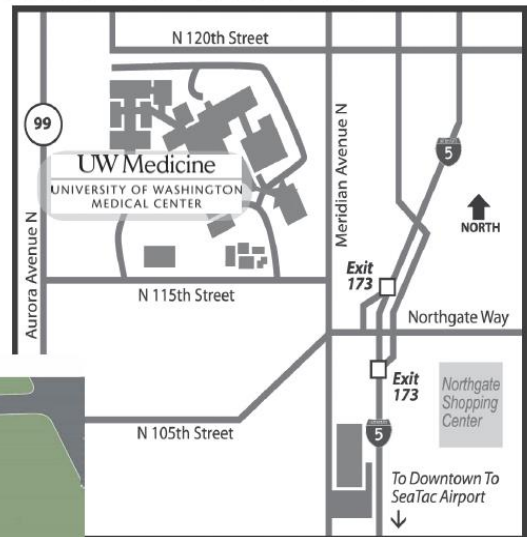 N 120th Street
99
UW Medicine
UNIVERSITY OF WASHINGTON
MEDICAL CENTER
Aurora Avenue N
Meridian Avenue N
5
NORTH
Exit
173
N 115th Street
Northgate Way
Exit
173
Northgate
Shopping
Center
N 105th Street
5
To Downtown To
SeaTac Airport